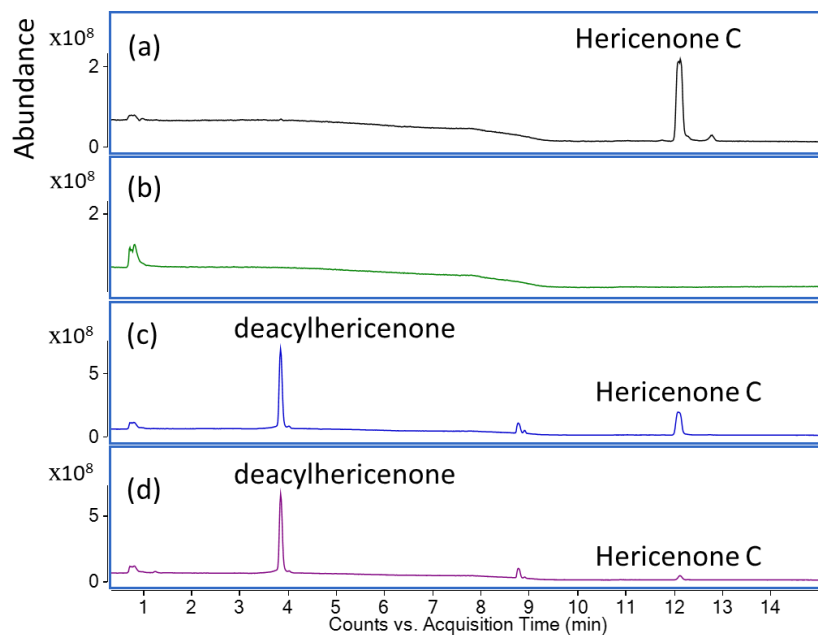 Abundance
x10⁸
(a)
Hericenone C
2
0
x10⁸
(b)
2
x10⁸
(c)
deacylhericenone
Hericenone C
5
0
x10⁸
(d)
deacylhericenone
Hericenone C
5
0
1 2 3 4 5 6 7 8 9 10 11 12 13 14
Counts vs. Acquisition Time (min)